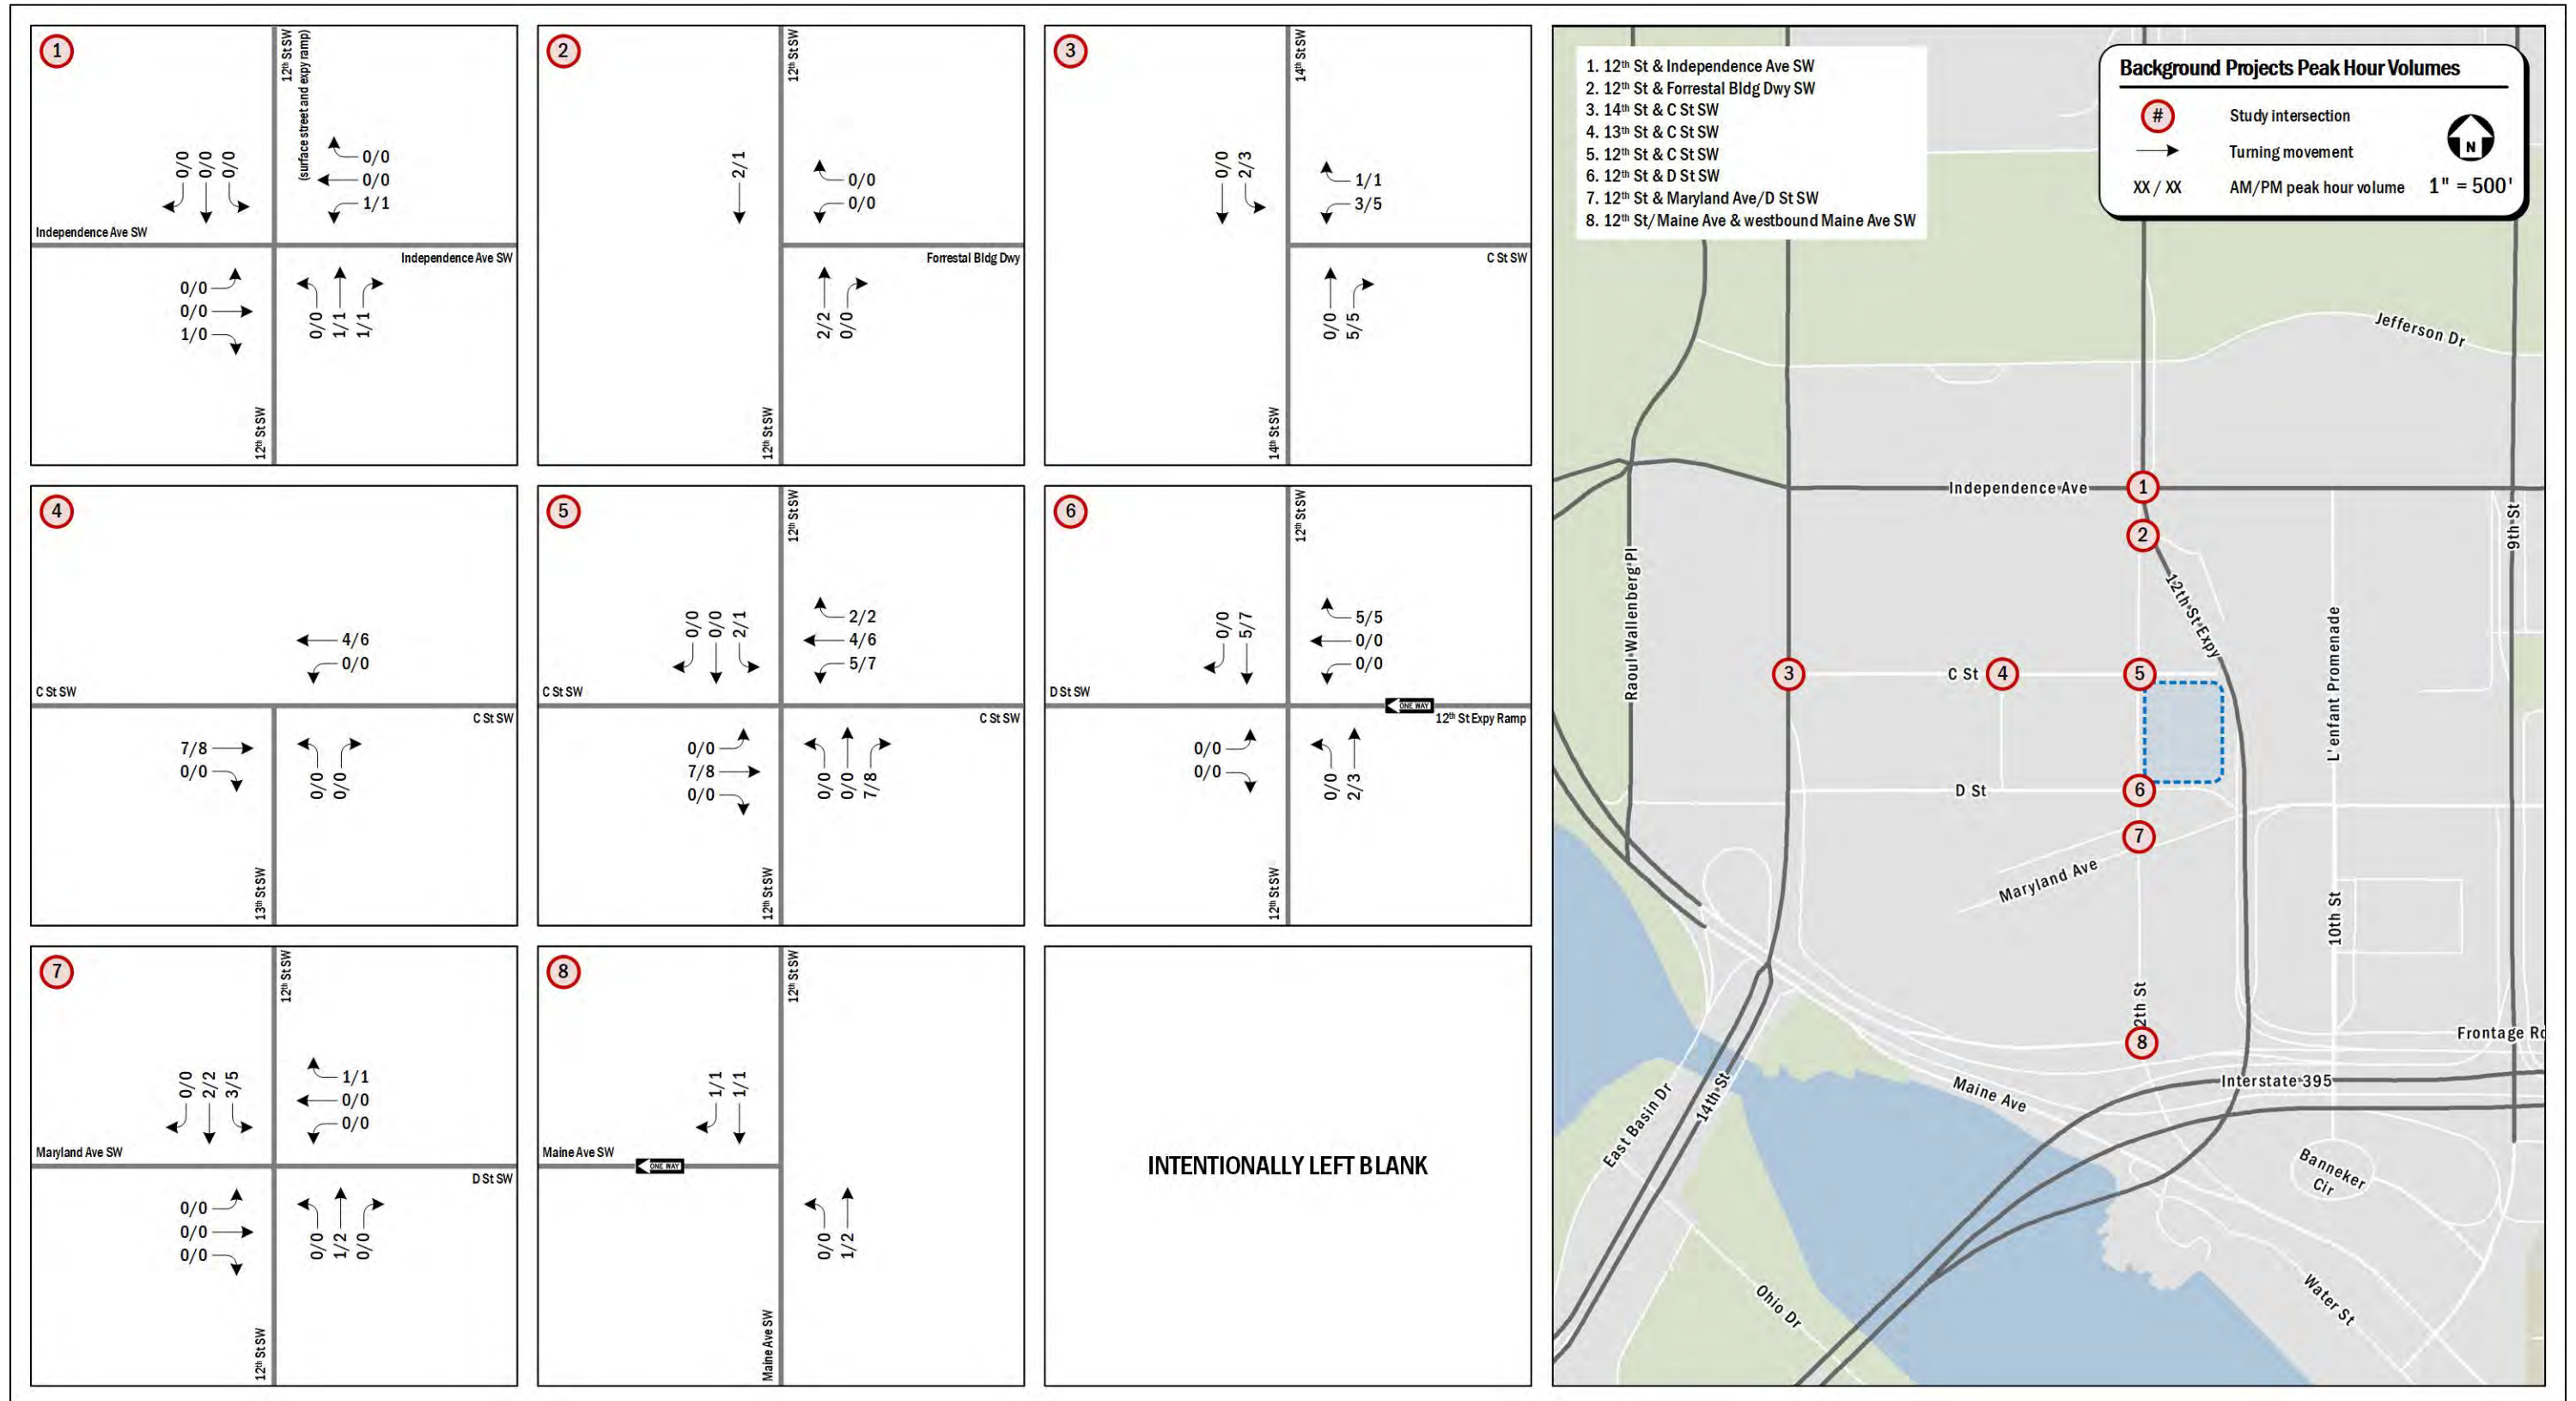 1
12th St SW
(surface street and expy ramp)
0/0
0/0
0/0
0/0
0/0
1/1
Independence Ave SW
Independence Ave SW
0/0
0/0
1/0
0/0
1/1
1/1
12th St SW
2
12th St SW
2/1
0/0
0/0
Forrestal Bldg Dwy
2/2
0/0
12th St SW
3
14th St SW
0/0
2/3
1/1
3/5
C St SW
0/0
5/5
14th St SW
4
4/6
0/0
C St SW
C St SW
7/8
0/0
0/0
0/0
13th St SW
5
12th St SW
0/0
0/0
2/1
2/2
4/6
5/7
C St SW
C St SW
0/0
7/8
0/0
0/0
0/0
7/8
12th St SW
6
12th St SW
0/0
5/7
5/5
0/0
0/0
D St SW
ONE WAY
12th St Expy Ramp
0/0
0/0
0/0
2/3
12th St SW
7
12th St SW
0/0
2/2
3/5
1/1
0/0
0/0
Maryland Ave SW
D St SW
0/0
0/0
0/0
0/0
1/2
0/0
12th St SW
8
12th St SW
1/1
1/1
Maine Ave SW
ONE WAY
0/0
1/2
Maine Ave SW
INTENTIONALLY LEFT BLANK
1. 12th St & Independence Ave SW
2. 12th St & Forrestal Bldg Dwy SW
3. 14th & C St SW
4. 13th & C St SW
5. 12th St & C St SW
6. 12th St & D St SW
7. 12th St & Maryland Ave/D St SW
8. 12th St/Maine Ave & westbound Maine Ave SW
Background Projects Peak Hour Volumes
# Study intersection
Turning movement
XX / XX AM/PM peak hour volume
N
1" = 500'
Jefferson Dr
Independence Ave
1
2
9th St
Raoul Wallenberg Pl
12th St Expy
L'enfant Promenade
3
C St
4
5
D St
6
7
Maryland Ave
10th St
2th St
8
Frontage Rd
Interstate 395
Maine Ave
East Basin Dr
14th St
Banneker
Cir
Ohio Dr
Water St